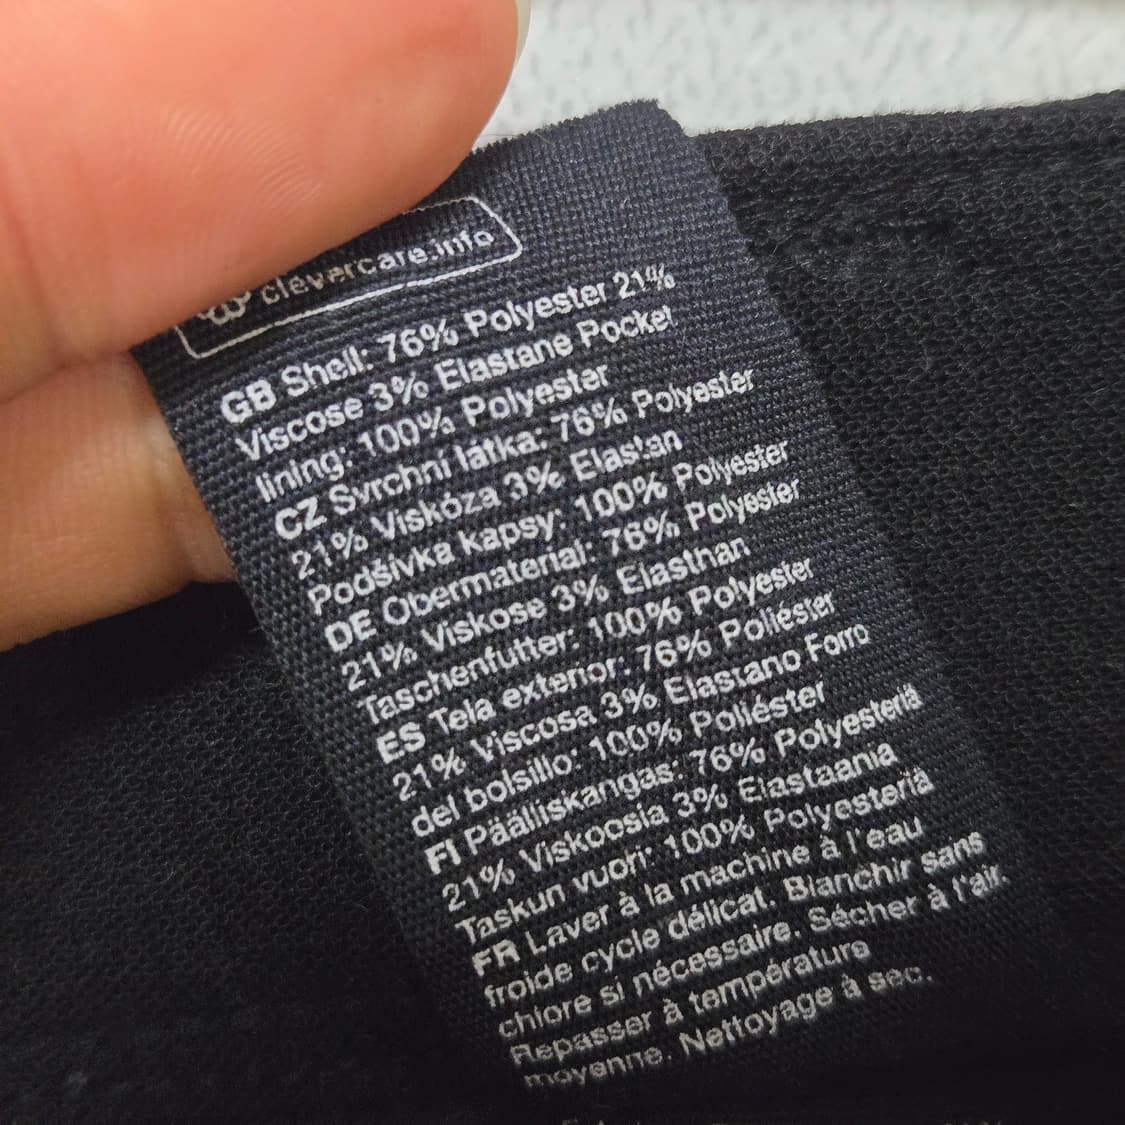 clevercare.info
GB Shell: 76% Polyester 21%
Viscose 3% Elastane Pocket
lining: 100% Polyester
CZ Svrchní látka: 76% Polyester
21% Viskóza 3% Elastan
Podšívka kapsy: 100% Polyester
DE Obermaterial: 76% Polyester
21% Viskose 3% Elasthan
Taschenfutter: 100% Polyester
ES Tela exterior: 76% Poliéster
21% Viscosa 3% Elastano Forro
del bolsillo: 100% Poliéster
FI Päälliskangas: 76% Polyesteriä
21% Viskoosia 3% Elastaania
Taskun vuori: 100% Polyesteriä
FR Laver à la machine à l'eau
froide cycle délicat. Blanchir sans
chlore si nécessaire. Sécher à l'air.
Repasser à température
moyenne. Nettoyage à sec.